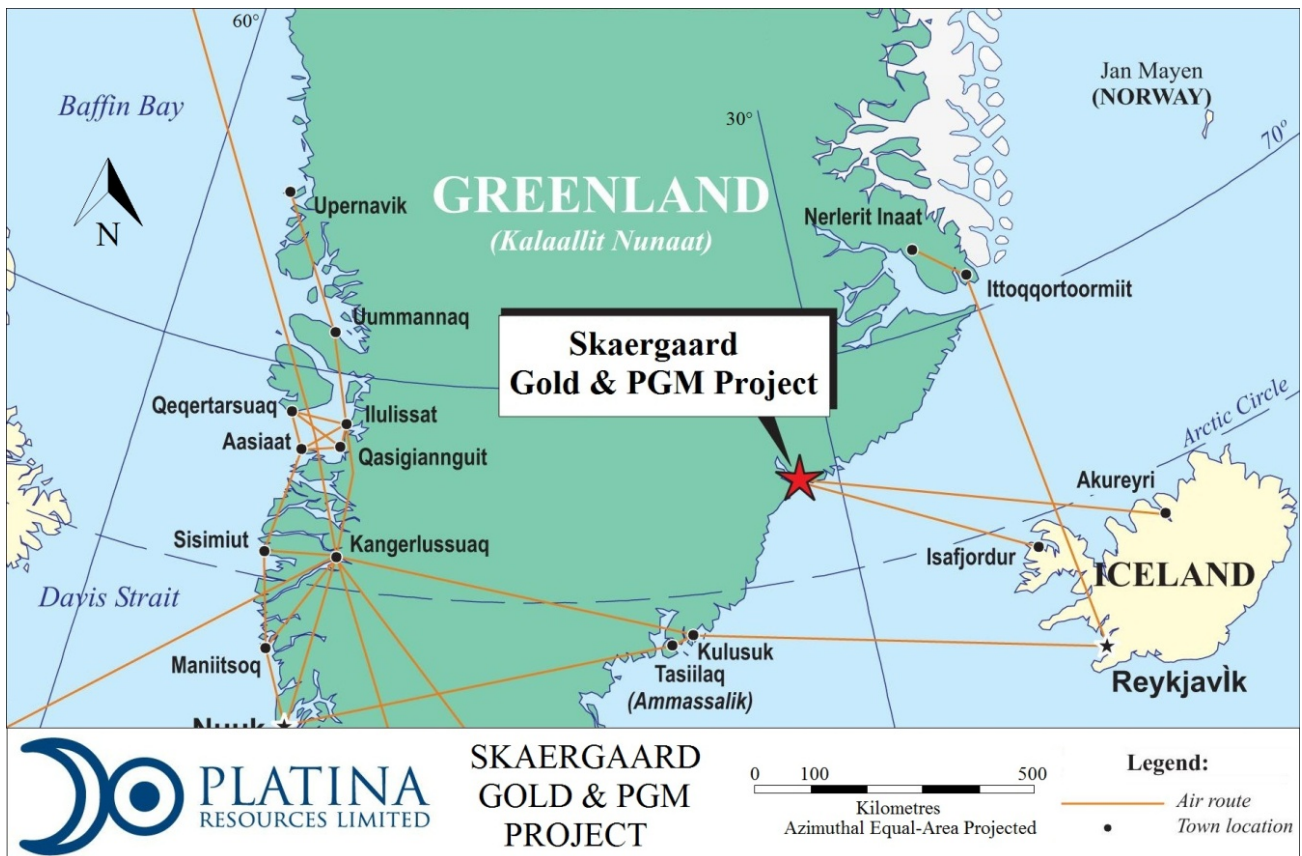 60°
Baffin Bay
N
Upernavik
Uummannaq
Qeqertarsuaq
Ilulissat
Aasiaat
Qasigiannguit
Sisimiut
Kangerlussuaq
Davis Strait
Maniitsoq
Nuuk
GREENLAND
(Kalaallit Nunaat)
30°
Jan Mayen
(NORWAY)
70°
Nerlerit Inaat
Ittoqqortoormiit
Skaergaard
Gold & PGM Project
Arctic Circle
Akureyri
Isafjordur
ICELAND
Kulusuk
Tasiilaq
(Ammassalik)
ReykjavÌk
PLATINA
RESOURCES LIMITED
SKAERGAARD
GOLD & PGM
PROJECT
0 100 500
Kilometres
Azimuthal Equal-Area Projected
Legend:
Air route
Town location